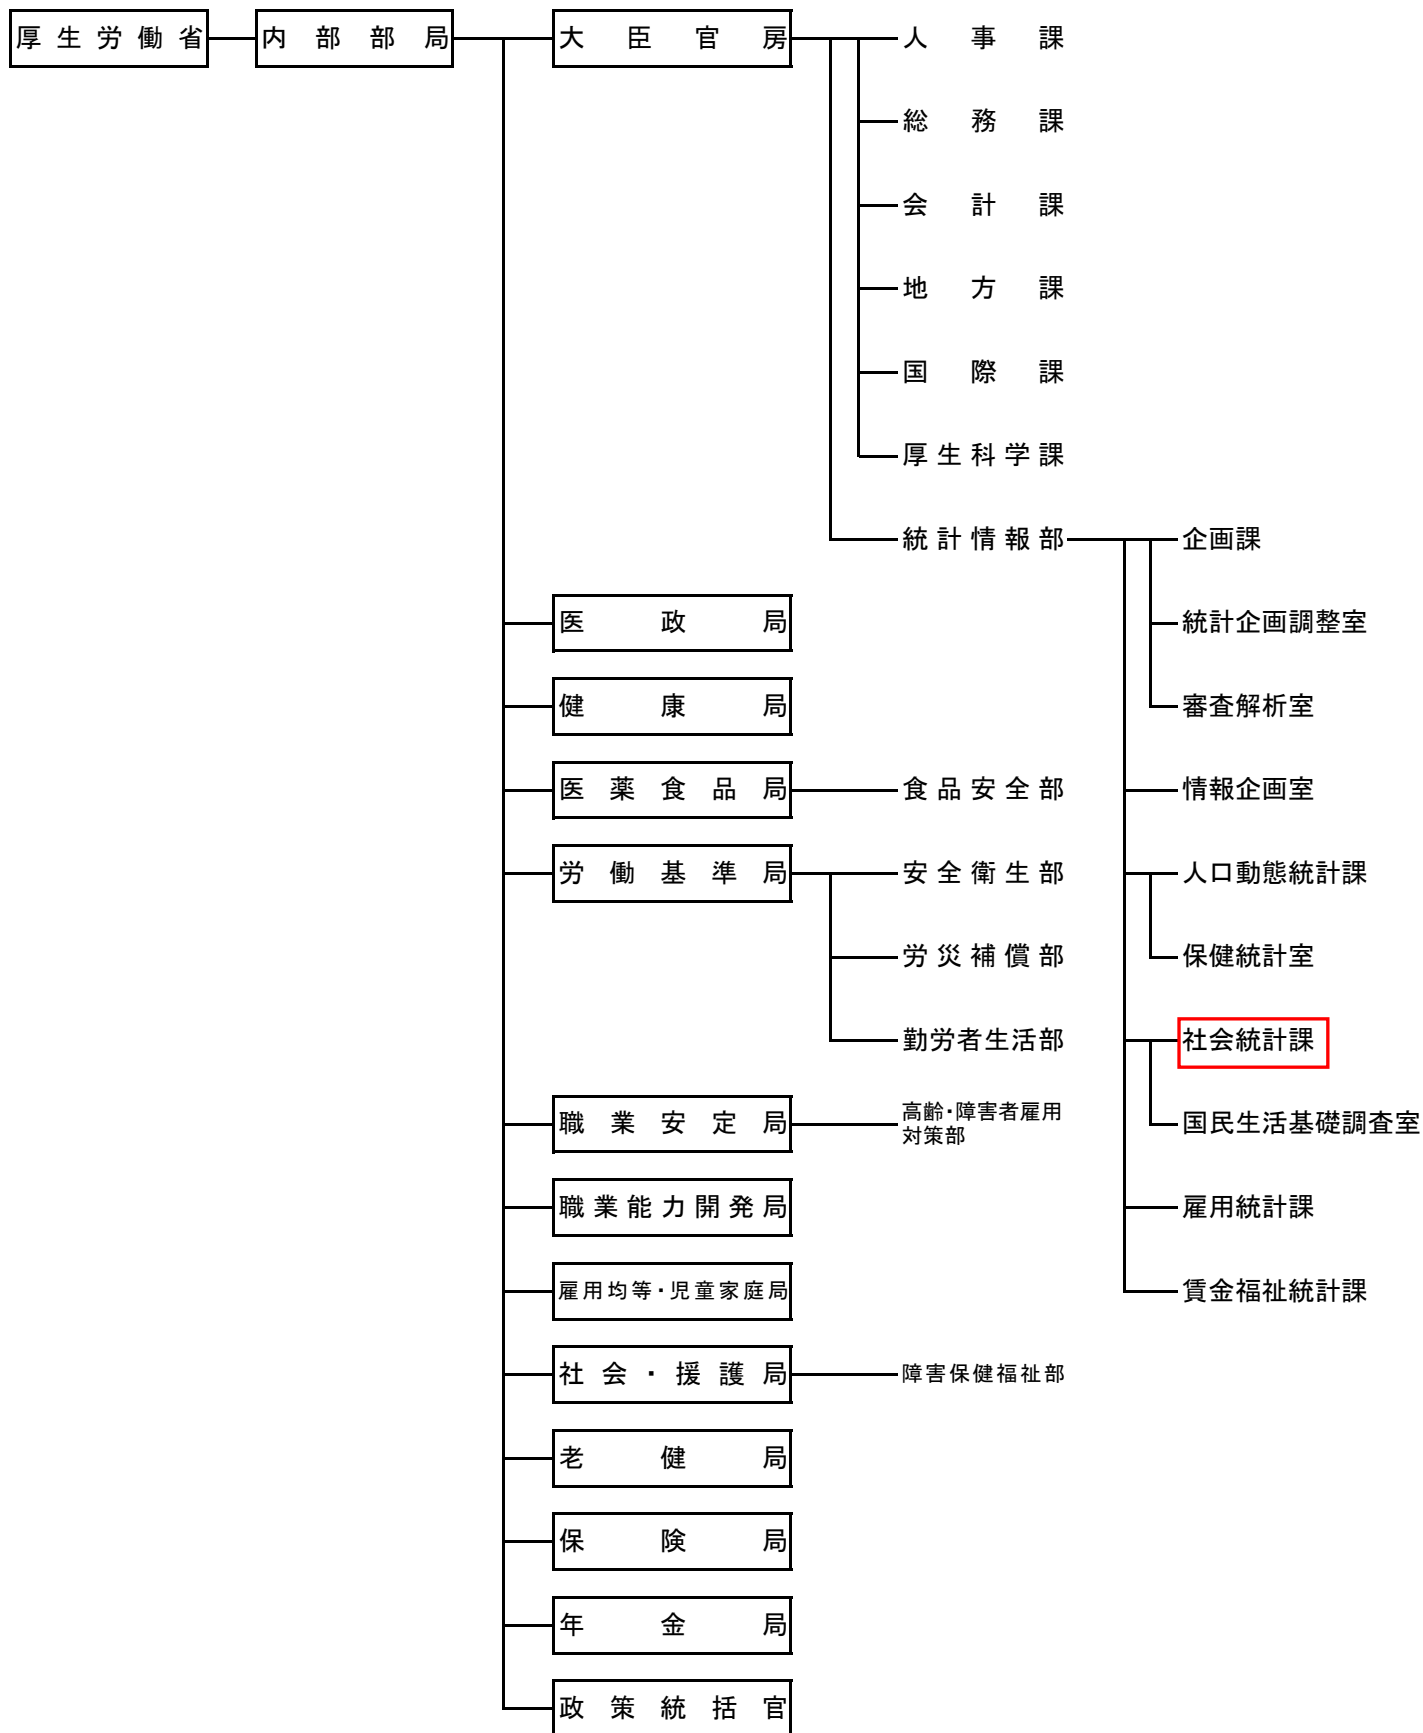 厚生労働省
内部部局
大臣官房
人事課
総務課
会計課
地方課
国際課
厚生科学課
統計情報部
企画課
医政局
統計企画調整室
健康局
審査解析室
医薬食品局
食品安全部
情報企画室
労働基準局
安全衛生部
人口動態統計課
労災補償部
保健統計室
勤労者生活部
社会統計課
職業安定局
高齢・障害者雇用
対策部
国民生活基礎調査室
職業能力開発局
雇用統計課
雇用均等・児童家庭局
賃金福祉統計課
社会・援護局
障害保健福祉部
老健局
保険局
年金局
政策統括官